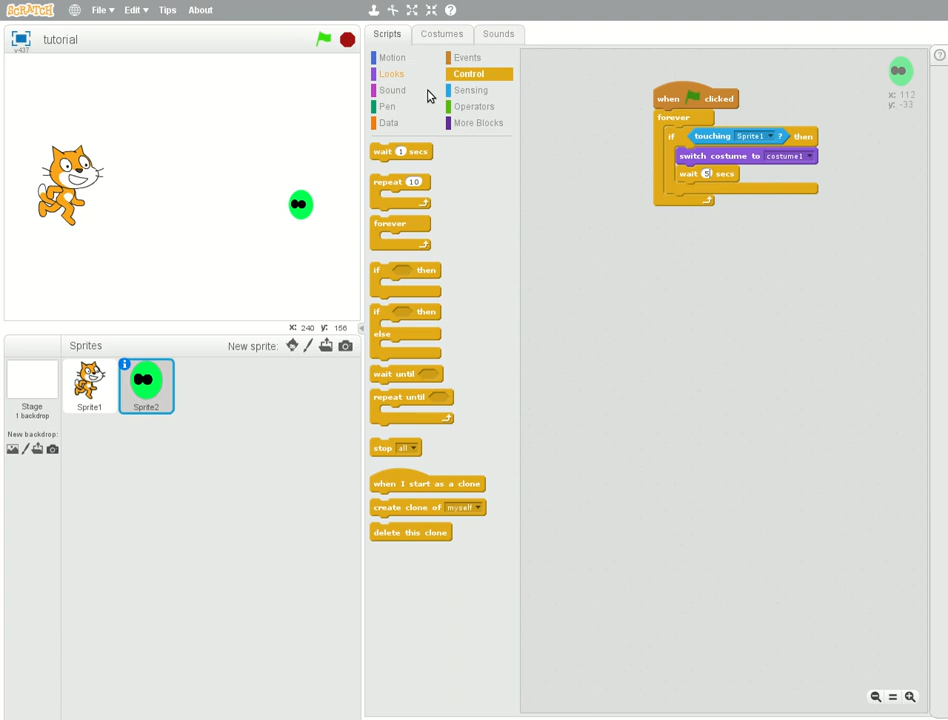 SCRATCH File Edit Tips About
tutorial
v437
Scripts Costumes Sounds
Motion Events
Looks Control
Sound Sensing
Pen Operators
Data More Blocks
wait 1 secs
repeat 10
forever
if then
if then
else
wait until
repeat until
stop all
when I start as a clone
create clone of myself
delete this clone
when clicked
forever
if touching Sprite1 ? then
switch costume to costume1
wait 5 secs
x: 112
y: -33
x: 240 y: 156
Sprites New sprite:
Stage
1 backdrop
New backdrop:
Sprite1
i
Sprite2
?